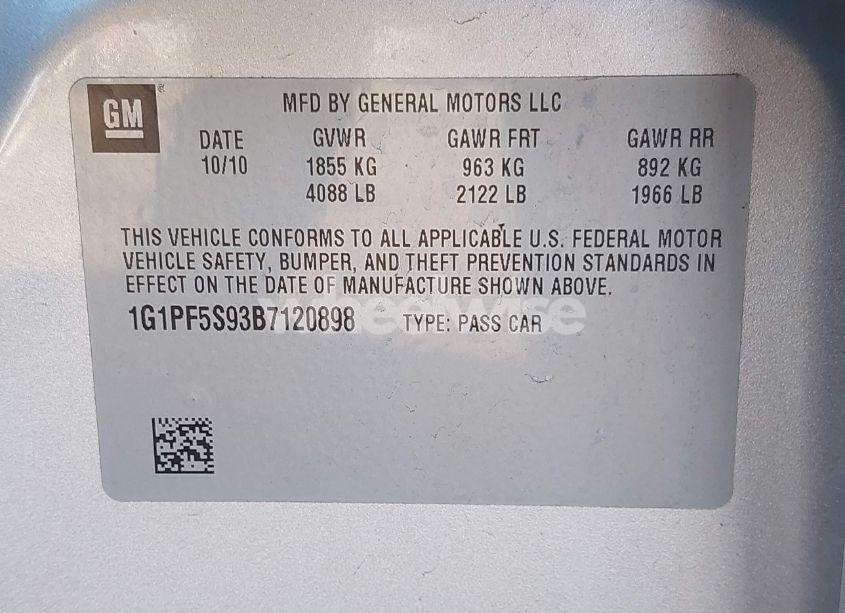 GM
MFD BY GENERAL MOTORS LLC
DATE GVWR GAWR FRT GAWR RR
10/10 1855 KG 963 KG 892 KG
4088 LB 2122 LB 1966 LB
THIS VEHICLE CONFORMS TO ALL APPLICABLE U.S. FEDERAL MOTOR
VEHICLE SAFETY, BUMPER, AND THEFT PREVENTION STANDARDS IN
EFFECT ON THE DATE OF MANUFACTURE SHOWN ABOVE.
wheelwise
1G1PF5S93B7120898 TYPE: PASS CAR